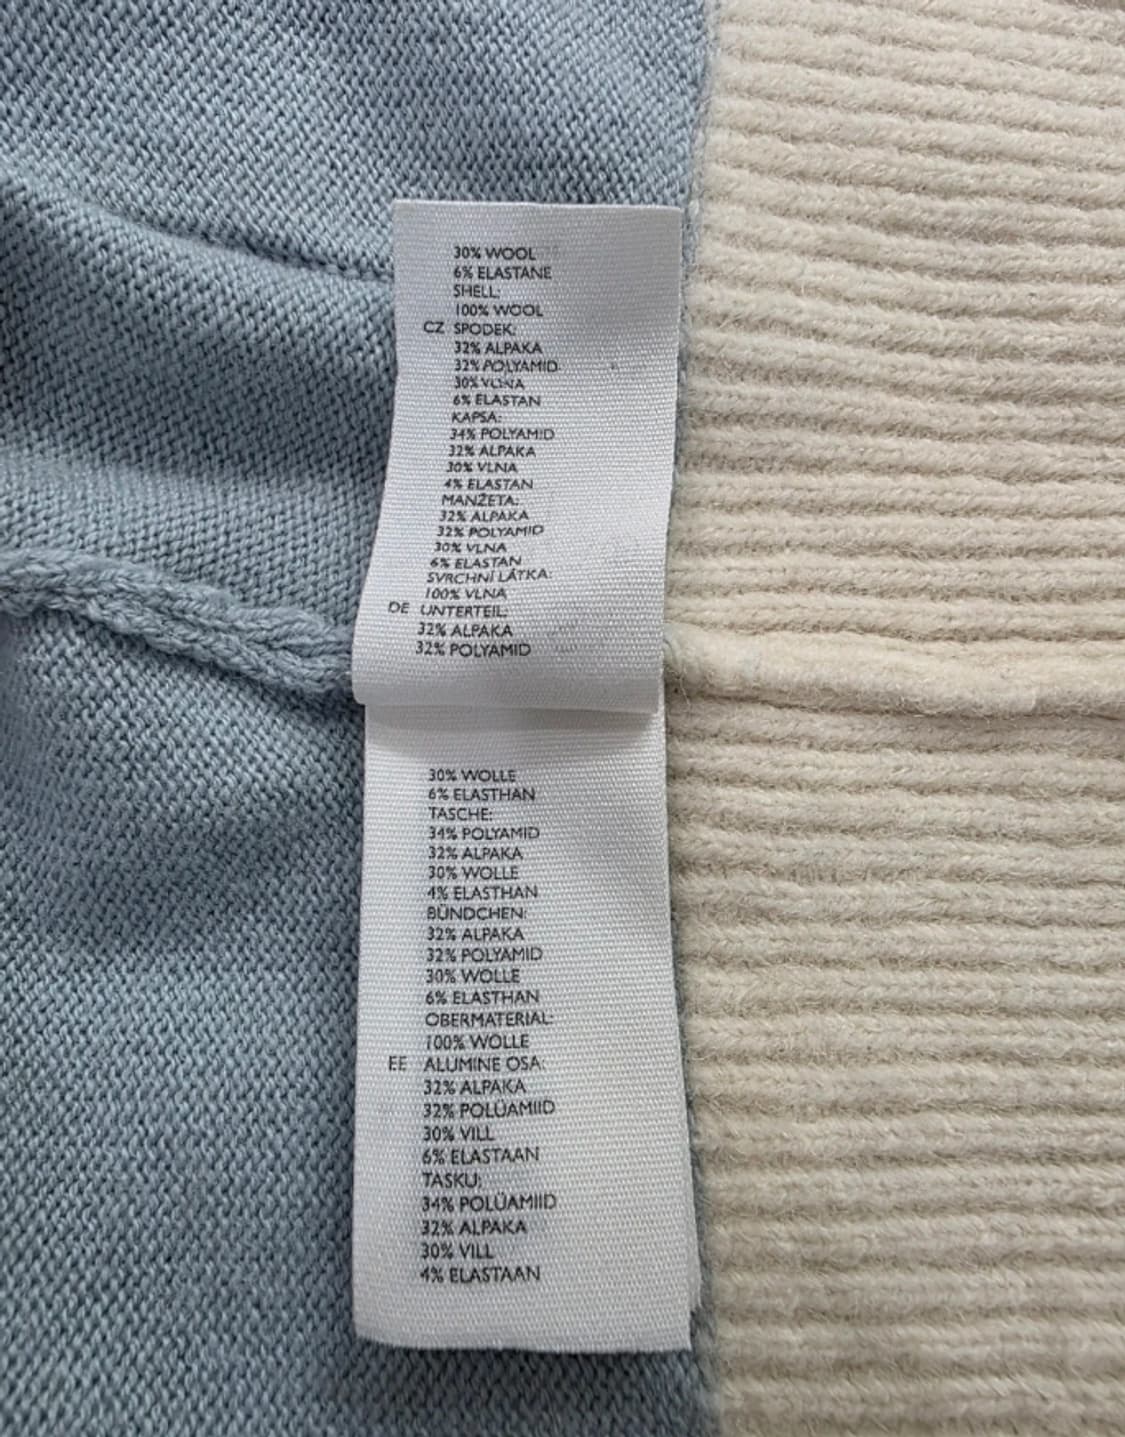 30% WOOL
6% ELASTANE
SHELL:
100% WOOL
CZ SPODEK:
32% ALPAKA
32% POLYAMID
30% VLNA
6% ELASTAN
KAPSA:
34% POLYAMID
32% ALPAKA
30% VLNA
4% ELASTAN
MANŽETA:
32% ALPAKA
32% POLYAMID
30% VLNA
6% ELASTAN
SVRCHNÍ LÁTKA:
100% VLNA
DE UNTERTEIL:
32% ALPAKA
32% POLYAMID
30% WOLLE
6% ELASTHAN
TASCHE:
34% POLYAMID
32% ALPAKA
30% WOLLE
4% ELASTHAN
BÜNDCHEN:
32% ALPAKA
32% POLYAMID
30% WOLLE
6% ELASTHAN
OBERMATERIAL:
100% WOLLE
EE ALUMINE OSA:
32% ALPAKA
32% POLÜAMIID
30% VILL
6% ELASTAAN
TASKU:
34% POLÜAMIID
32% ALPAKA
30% VILL
4% ELASTAAN